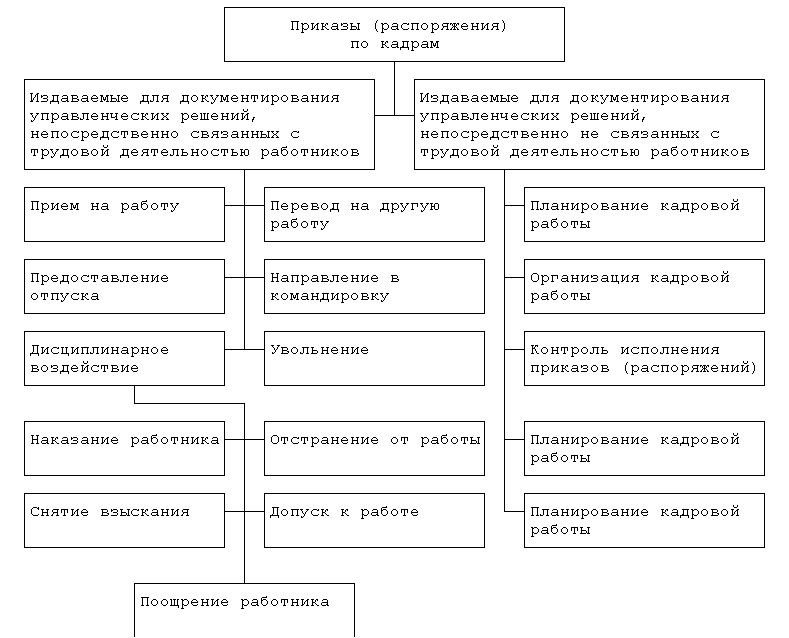 Приказы (распоряжения)
по кадрам
Издаваемые для документирования
управленческих решений,
непосредственно связанных с
трудовой деятельностью работников
Издаваемые для документирования
управленческих решений,
непосредственно не связанных с
трудовой деятельностью работников
Прием на работу
Перевод на другую
работу
Планирование кадровой
работы
Предоставление
отпуска
Направление в
командировку
Организация кадровой
работы
Дисциплинарное
воздействие
Увольнение
Контроль исполнения
приказов (распоряжений)
Наказание работника
Отстранение от работы
Планирование кадровой
работы
Снятие взыскания
Допуск к работе
Планирование кадровой
работы
Поощрение работника